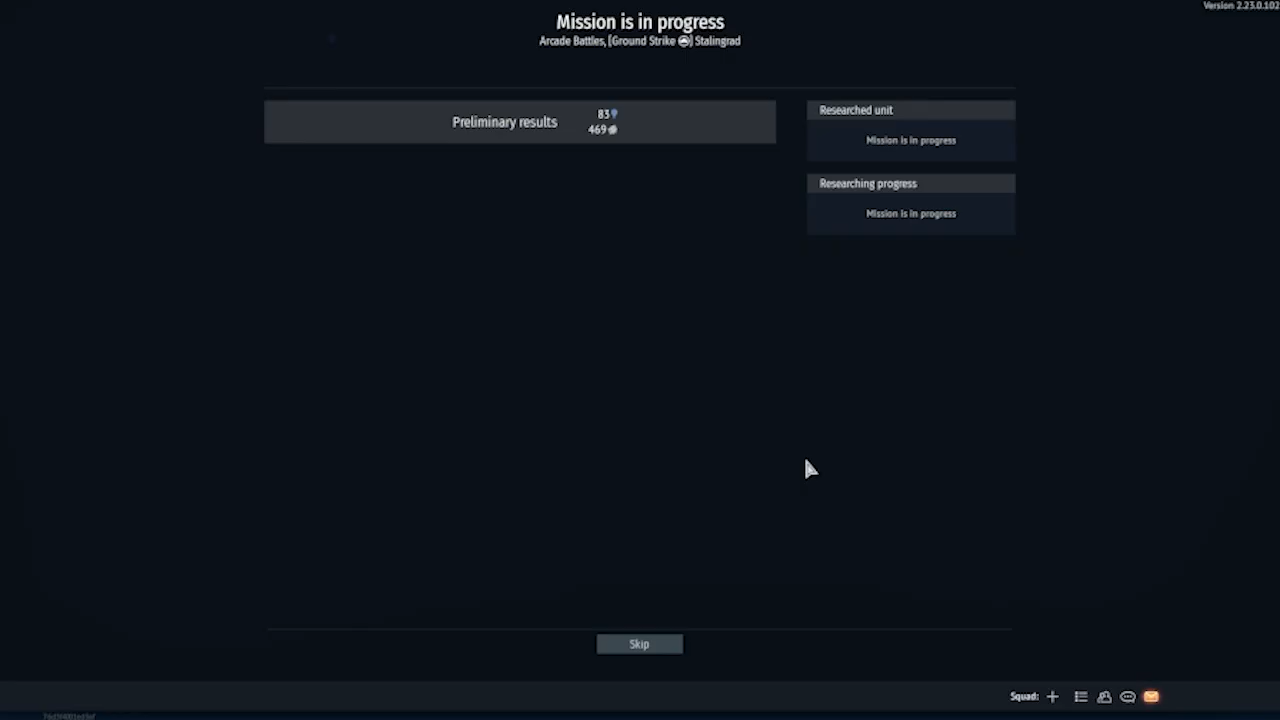 Version 2.23.0.102
Mission is in progress
Arcade Battles, [Ground Strike] Stalingrad
Preliminary results
83
469
Researched unit
Mission is in progress
Researching progress
Mission is in progress
Skip
Squad: